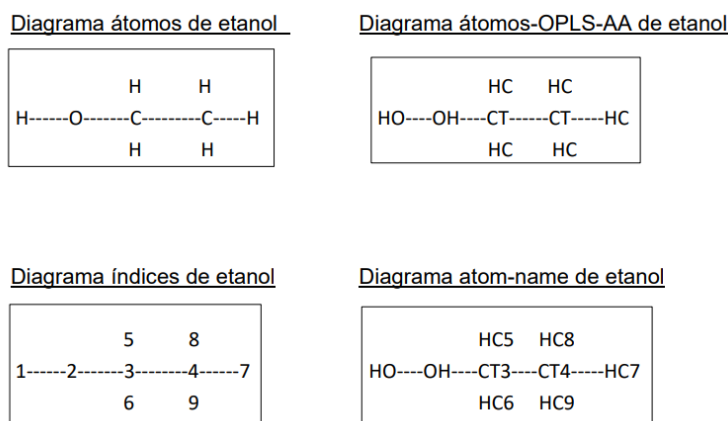 Diagrama átomos de etanol
Diagrama átomos-OPLS-AA de etanol
H H
H------O-------C---------C-----H
H H
HC HC
HO----OH----CT------CT-----HC
HC HC
Diagrama índices de etanol
Diagrama atom-name de etanol
5 8
1------2-------3--------4------7
6 9
HC5 HC8
HO----OH----CT3----CT4-----HC7
HC6 HC9